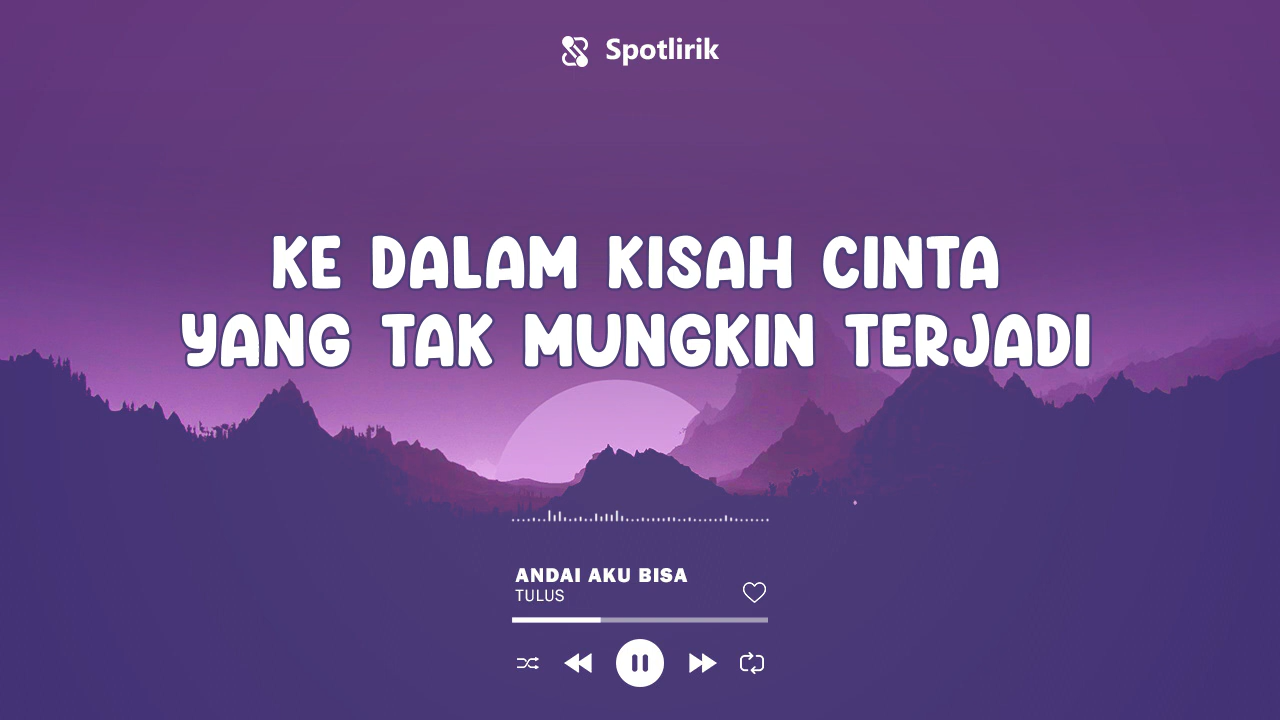 Spotlirik
KE DALAM KISAH CINTA
YANG TAK MUNGKIN TERJADI
ANDAI AKU BISA
TULUS